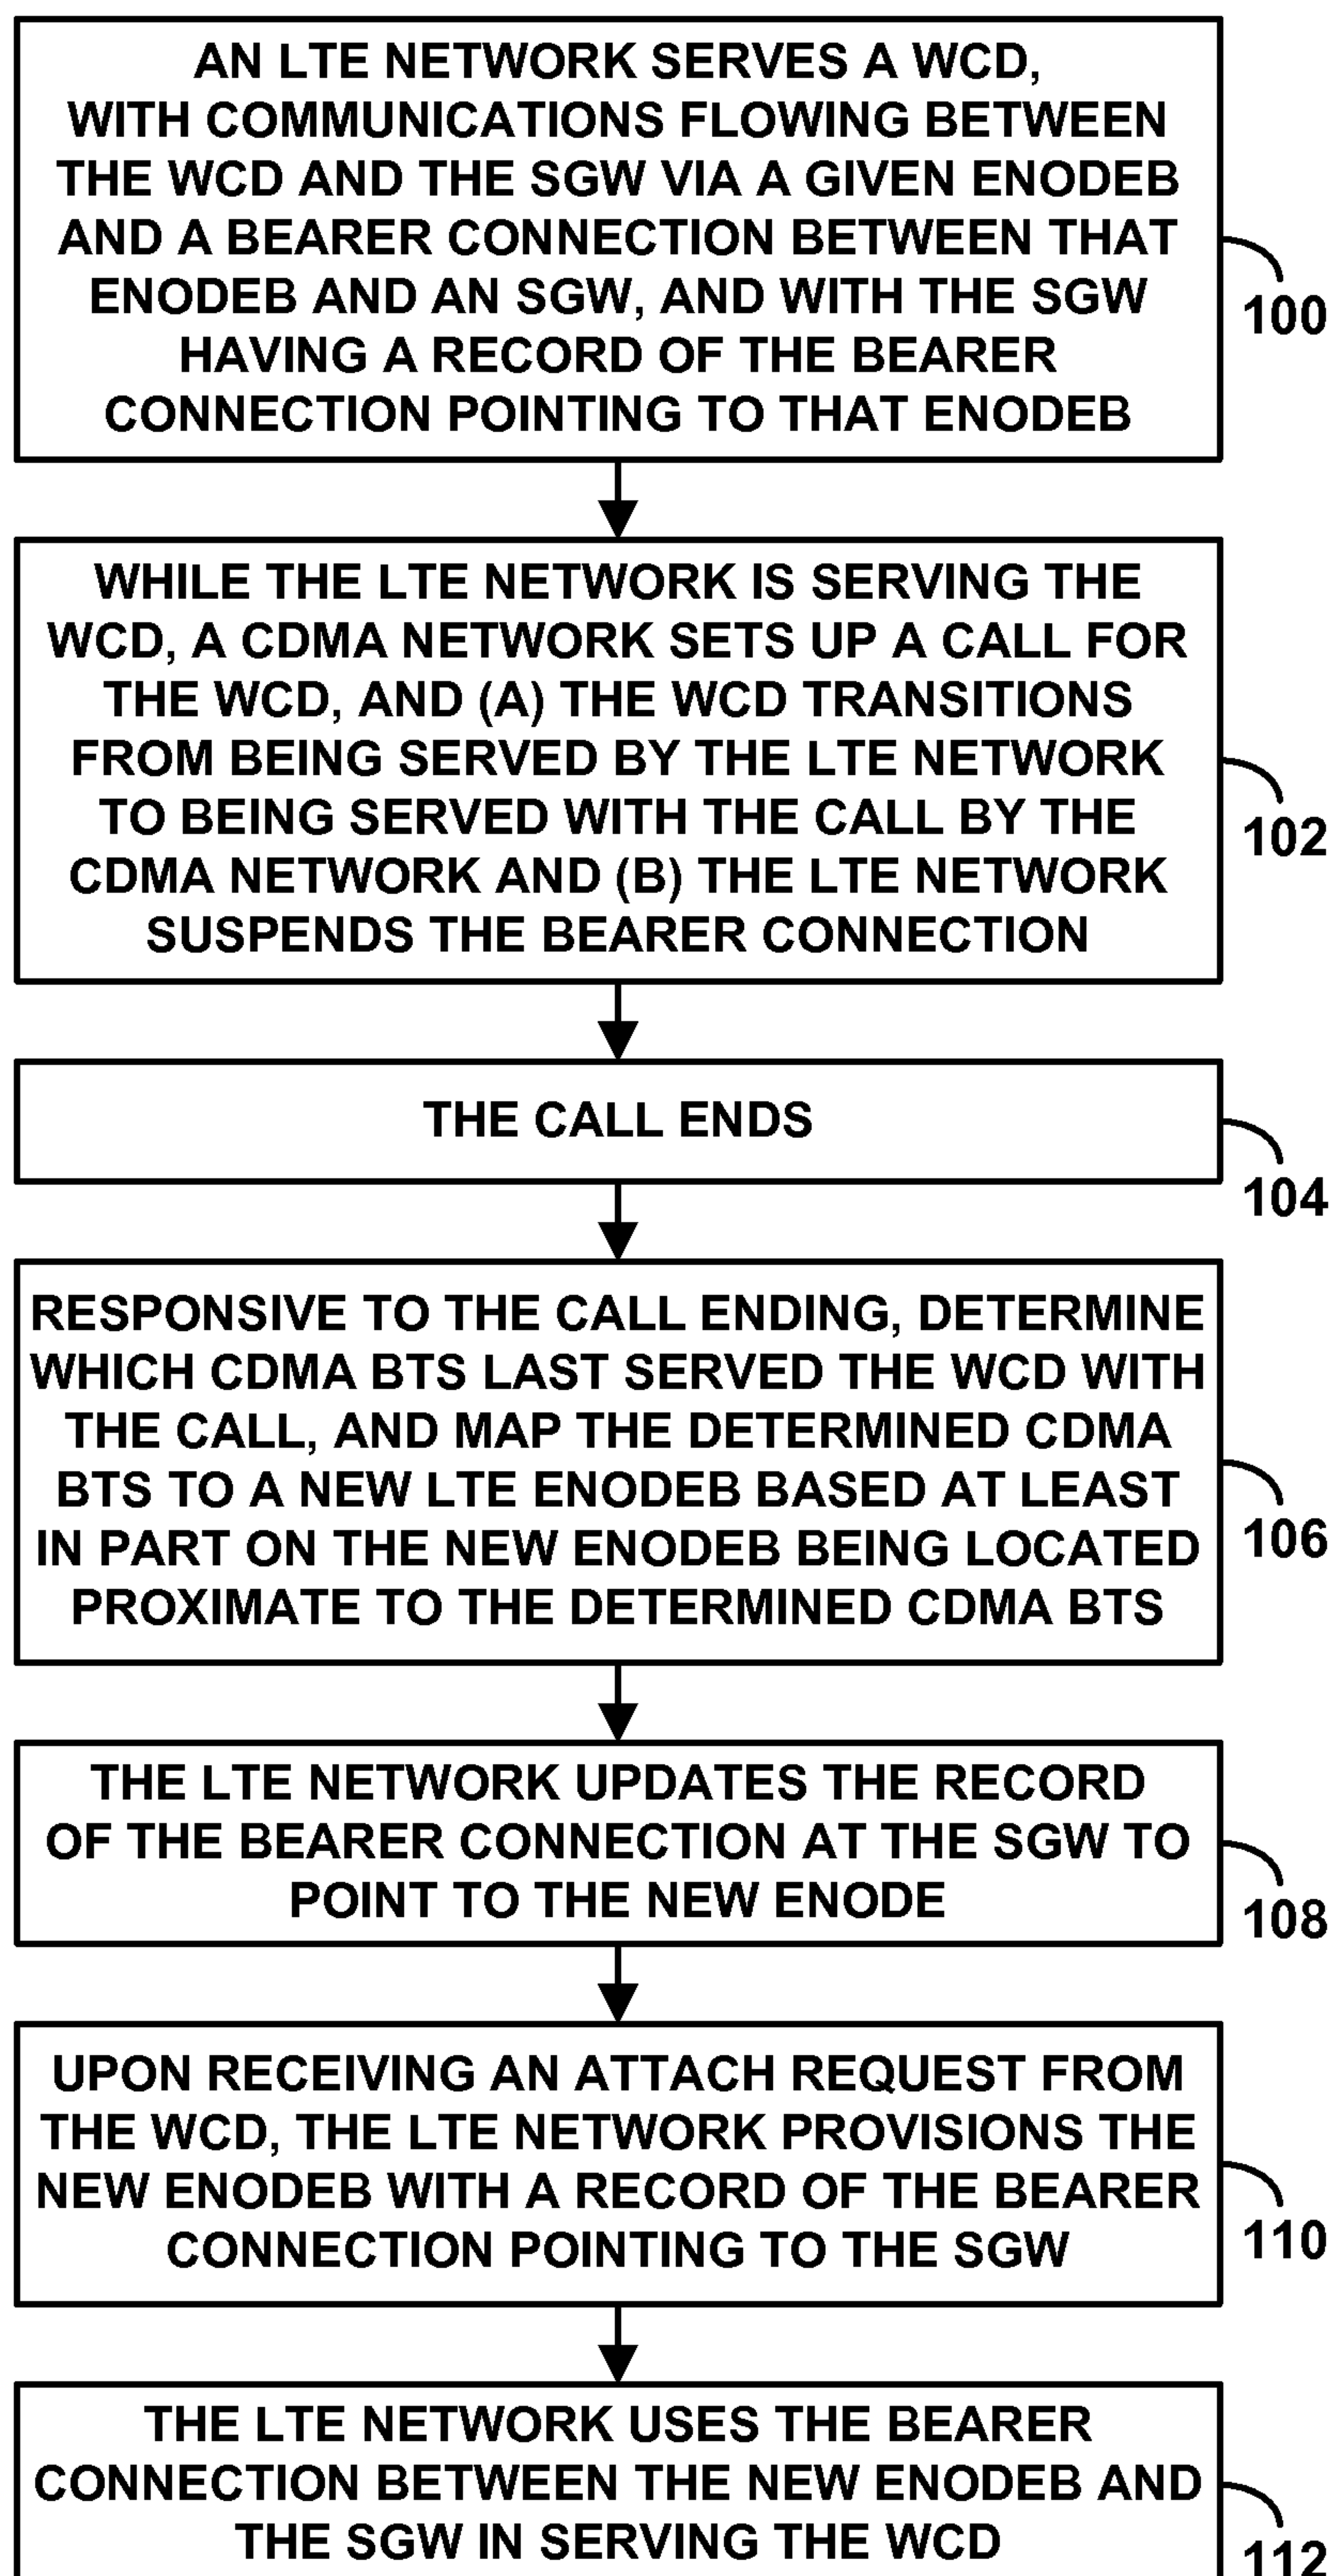 AN LTE NETWORK SERVES A WCD,
WITH COMMUNICATIONS FLOWING BETWEEN
THE WCD AND THE SGW VIA A GIVEN ENODEB
AND A BEARER CONNECTION BETWEEN THAT
ENODEB AND AN SGW, AND WITH THE SGW
HAVING A RECORD OF THE BEARER
CONNECTION POINTING TO THAT ENODEB
100
WHILE THE LTE NETWORK IS SERVING THE
WCD, A CDMA NETWORK SETS UP A CALL FOR
THE WCD, AND (A) THE WCD TRANSITIONS
FROM BEING SERVED BY THE LTE NETWORK
TO BEING SERVED WITH THE CALL BY THE
CDMA NETWORK AND (B) THE LTE NETWORK
SUSPENDS THE BEARER CONNECTION
102
THE CALL ENDS
104
RESPONSIVE TO THE CALL ENDING, DETERMINE
WHICH CDMA BTS LAST SERVED THE WCD WITH
THE CALL, AND MAP THE DETERMINED CDMA
BTS TO A NEW LTE ENODEB BASED AT LEAST
IN PART ON THE NEW ENODEB BEING LOCATED
PROXIMATE TO THE DETERMINED CDMA BTS
106
THE LTE NETWORK UPDATES THE RECORD
OF THE BEARER CONNECTION AT THE SGW TO
POINT TO THE NEW ENODE
108
UPON RECEIVING AN ATTACH REQUEST FROM
THE WCD, THE LTE NETWORK PROVISIONS THE
NEW ENODEB WITH A RECORD OF THE BEARER
CONNECTION POINTING TO THE SGW
110
THE LTE NETWORK USES THE BEARER
CONNECTION BETWEEN THE NEW ENODEB AND
THE SGW IN SERVING THE WCD
112